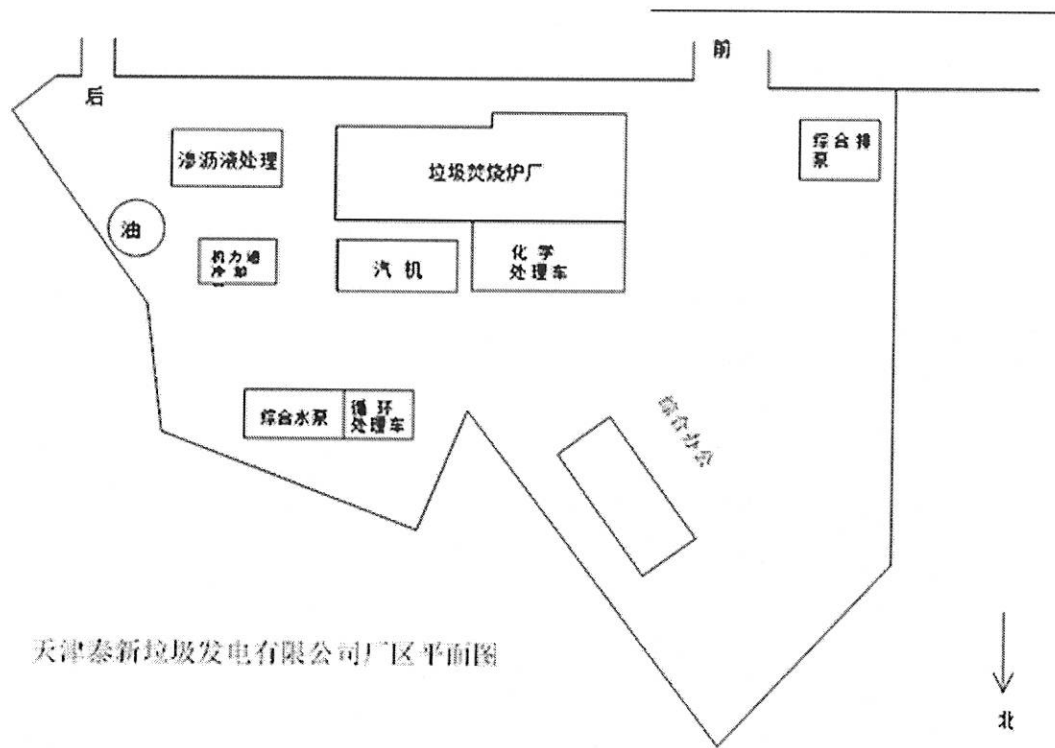 前
后
渗沥液处理
垃圾焚烧炉厂
综合排
泵
油
机力通
冷却
汽机
化学
处理车
综合水泵
循环
处理车
综合办公
天津泰新垃圾发电有限公司厂区平面图
北